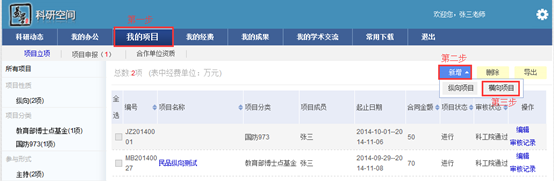 科研空间
第一步
欢迎您：张三老师
科研动态 我的办公 我的项目 我的经费 我的成果 我的学术交流 常用下载 退出
项目立项 项目申报（1） 合作单位资质
所有项目
项目性质
纵向(2项)
项目分类
教育部博士点基金(1项)
国防973(1项)
参与形式
主持(2项)
第二步
总数:2项 (表中经费单位：万元) 新增 删除 导出
纵向项目 横向项目
第三步
全选 编号 项目名称 项目分类 项目成员 起止日期 合同金额 项目状态 审核状态 操作
JZ20140001 国防973 张三 2014-10-01--2014-11-06 50 进行 科工院通过 编辑 审核记录
MB20140027 民品纵向测试 教育部博士点基金 张三 2014-09-29--2014-11-08 70 进行 科工院通过 编辑 审核记录